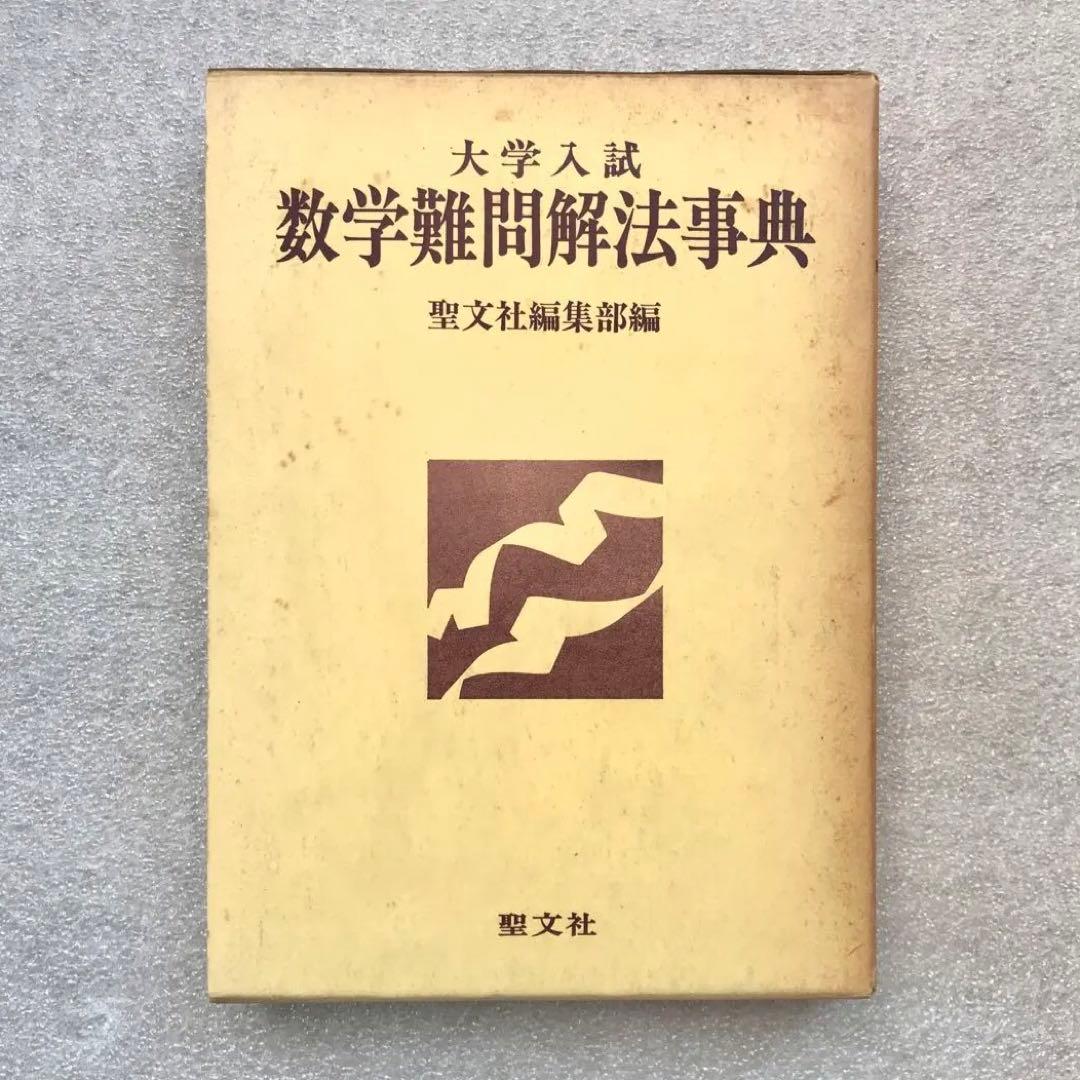 大学入試
数学難問解法事典
聖文社編集部編
聖文社